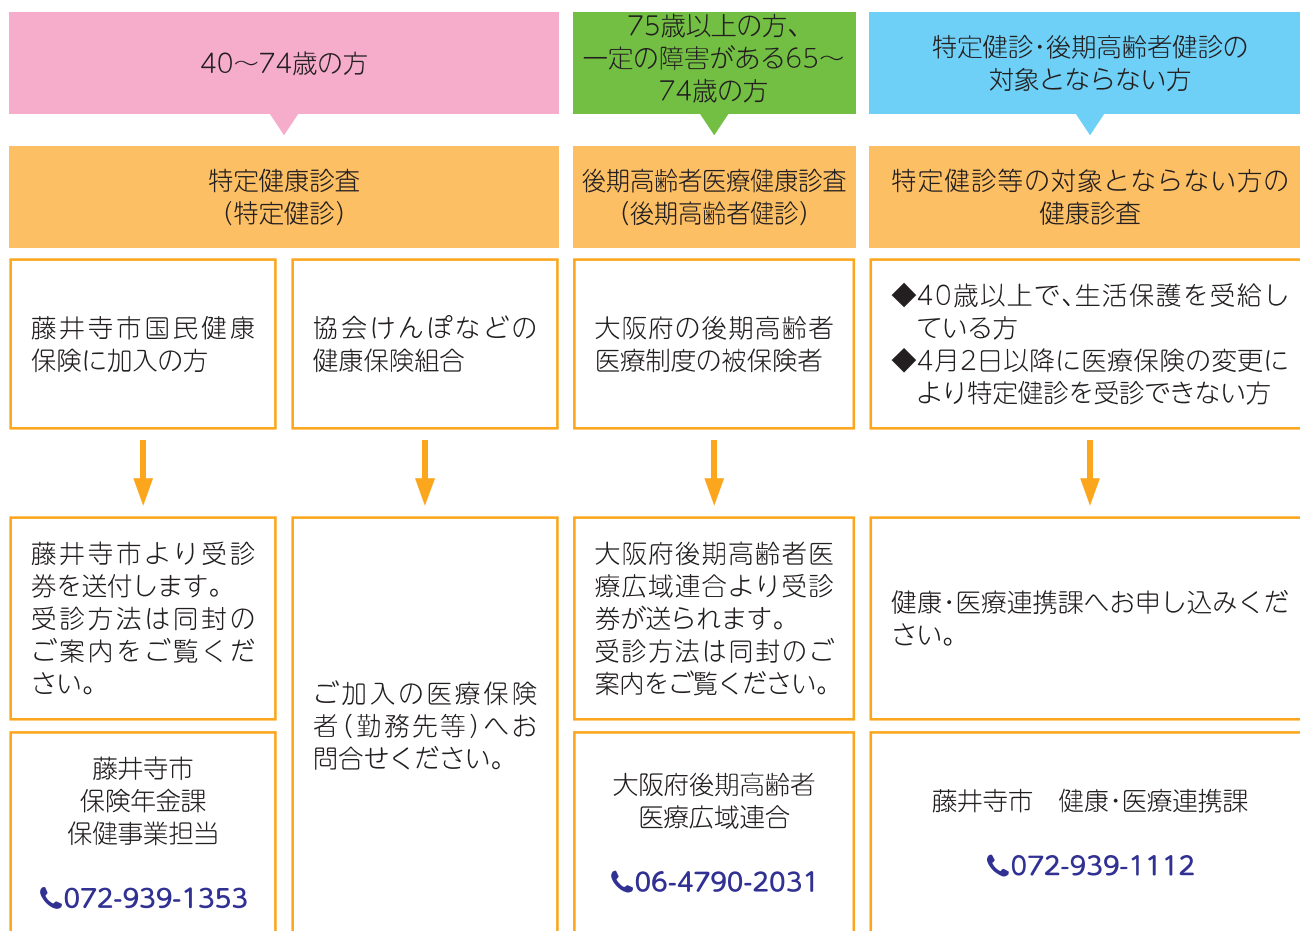 40〜74歳の方
75歳以上の方、
一定の障害がある65〜
74歳の方
特定健診・後期高齢者健診の
対象とならない方
特定健康診査
（特定健診）
後期高齢者医療健康診査
（後期高齢者健診）
特定健診等の対象とならない方の
健康診査
藤井寺市国民健康
保険に加入の方
協会けんぽなどの
健康保険組合
大阪府の後期高齢者
医療制度の被保険者
◆40歳以上で、生活保護を受給し
ている方
◆4月2日以降に医療保険の変更に
より特定健診を受診できない方
藤井寺市より受診
券を送付します。
受診方法は同封の
ご案内をご覧くだ
さい。
ご加入の医療保険
者（勤務先等）へお
問合せください。
大阪府後期高齢者医
療広域連合より受診
券が送られます。
受診方法は同封のご
案内をご覧ください。
健康・医療連携課へお申し込みくだ
さい。
藤井寺市
保険年金課
保健事業担当
072-939-1353
大阪府後期高齢者
医療広域連合
06-4790-2031
藤井寺市　健康・医療連携課
072-939-1112